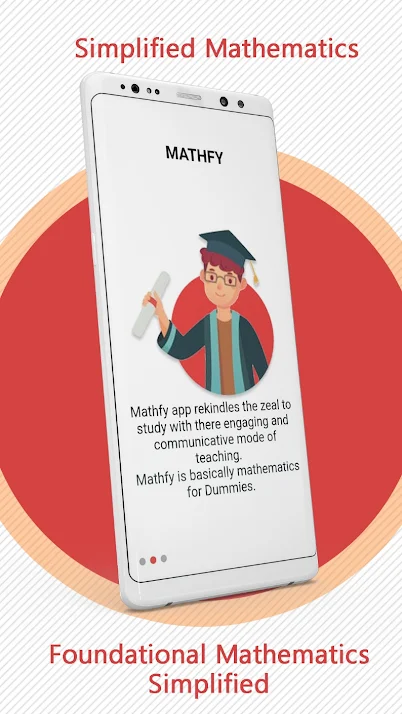 Simplified Mathematics
MATHFY
Mathfy app rekindles the zeal to
study with there engaging and
communicative mode of
teaching.
Mathfy is basically mathematics
for Dummies.
Foundational Mathematics
Simplified